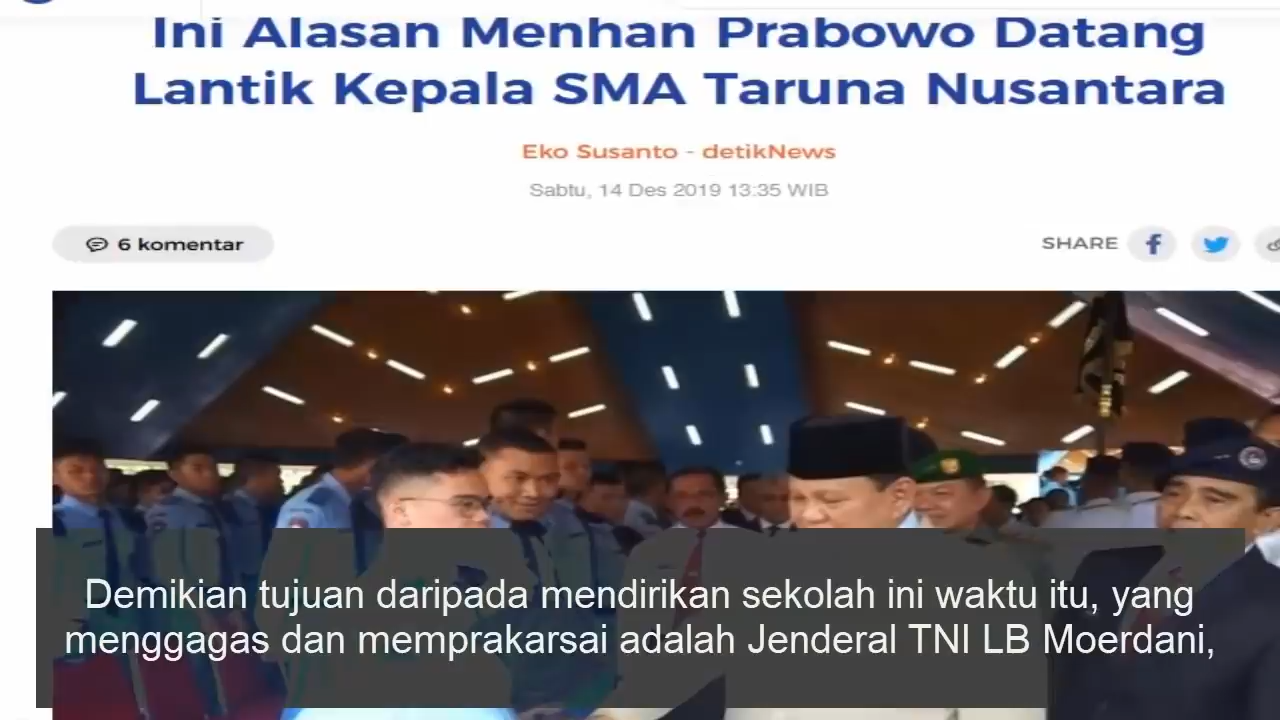 Ini Alasan Menhan Prabowo Datang
Lantik Kepala SMA Taruna Nusantara
Eko Susanto - detikNews
Sabtu, 14 Des 2019 13:35 WIB
6 komentar
SHARE
Demikian tujuan daripada mendirikan sekolah ini waktu itu, yang
menggagas dan memprakarsai adalah Jenderal TNI LB Moerdani,